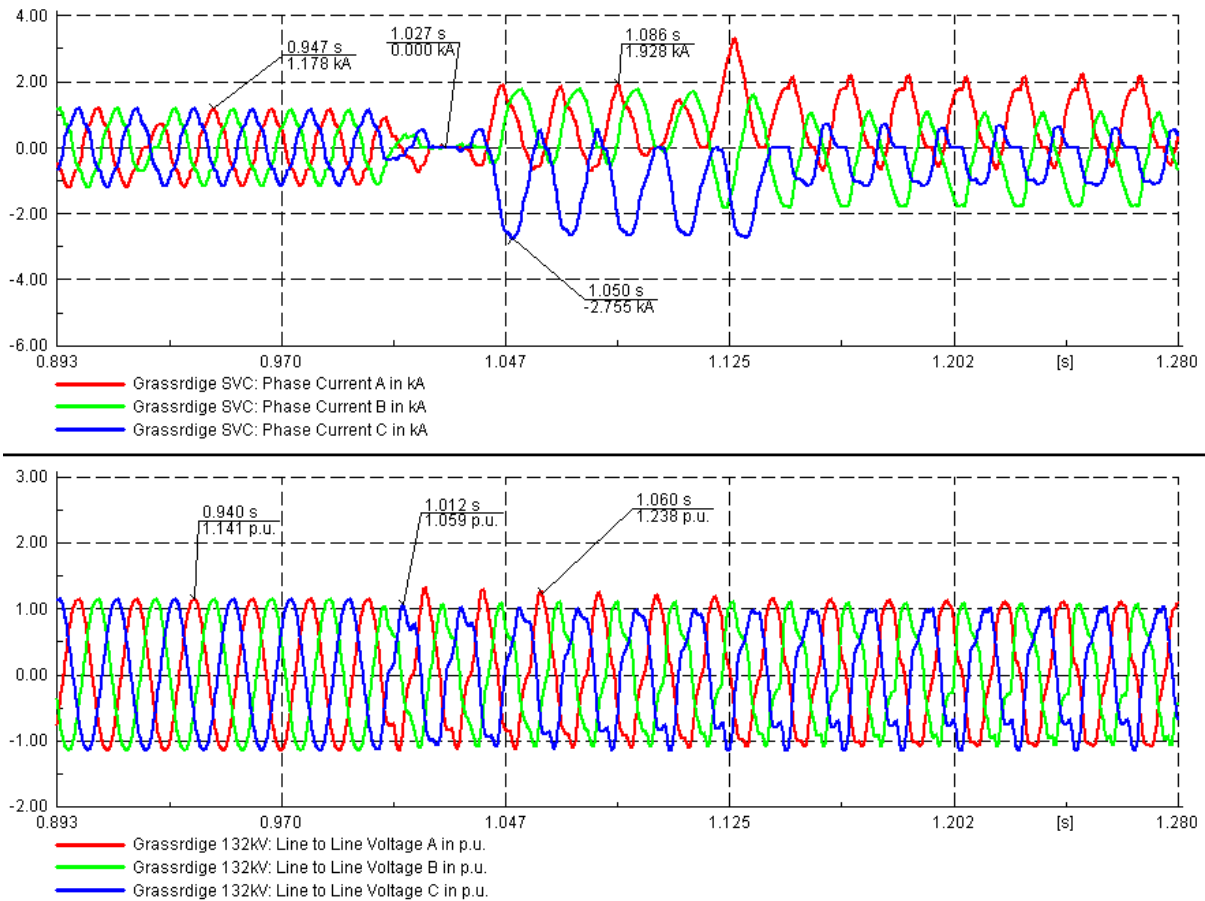 4.00
2.00
0.00
-2.00
-4.00
-6.00
0.947 s
1.178 kA
1.027 s
0.000 kA
1.086 s
1.928 kA
1.050 s
-2.755 kA
0.893 0.970 1.047 1.125 1.202 [s] 1.280
Grassrdige SVC: Phase Current A in kA
Grassrdige SVC: Phase Current B in kA
Grassrdige SVC: Phase Current C in kA
3.00
2.00
1.00
0.00
-1.00
-2.00
0.940 s
1.141 p.u.
1.012 s
1.059 p.u.
1.060 s
1.238 p.u.
0.893 0.970 1.047 1.125 1.202 [s] 1.280
Grassrdige 132kV: Line to Line Voltage A in p.u.
Grassrdige 132kV: Line to Line Voltage B in p.u.
Grassrdige 132kV: Line to Line Voltage C in p.u.